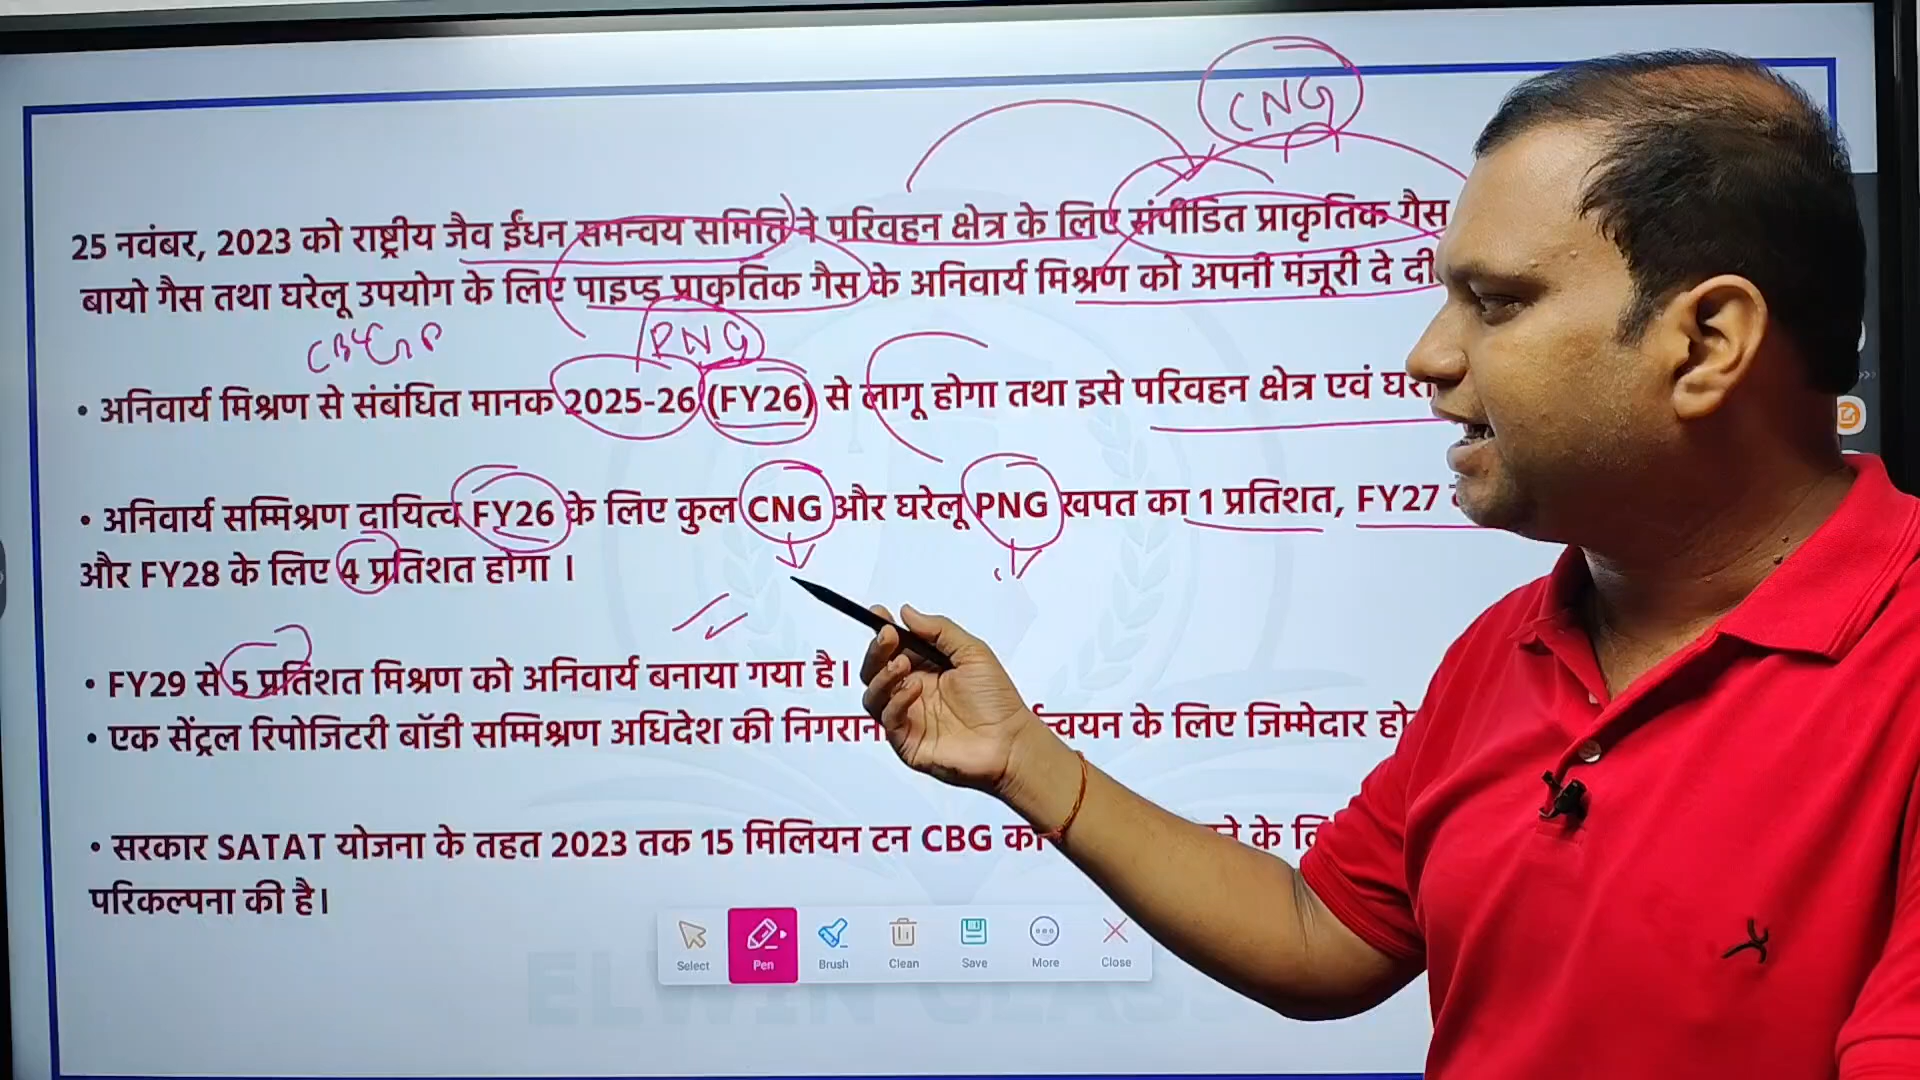 CNG
25 नवंबर, 2023 को राष्ट्रीय जैव ईंधन समन्वय समिति ने परिवहन क्षेत्र के लिए संपीडित प्राकृतिक गैस
बायो गैस तथा घरेलू उपयोग के लिए पाइप्ड प्राकृतिक गैस के अनिवार्य मिश्रण को अपनी मंजूरी दे दी
PNG
• अनिवार्य मिश्रण से संबंधित मानक 2025-26 (FY26) से लागू होगा तथा इसे परिवहन क्षेत्र एवं
• अनिवार्य सम्मिश्रण दायित्व FY26 के लिए कुल CNG और घरेलू PNG खपत का 1 प्रतिशत, FY27
और FY28 के लिए 4 प्रतिशत होगा ।
• FY29 से 5 प्रतिशत मिश्रण को अनिवार्य बनाया गया है।
• एक सेंट्रल रिपोजिटरी बॉडी सम्मिश्रण अधिदेश की के लिए जिम्मेदार
• सरकार SATAT योजना के तहत 2023 तक 15 मिलियन टन CBG का के
परिकल्पना की है।
Select Pen Brush Clean Save More Close